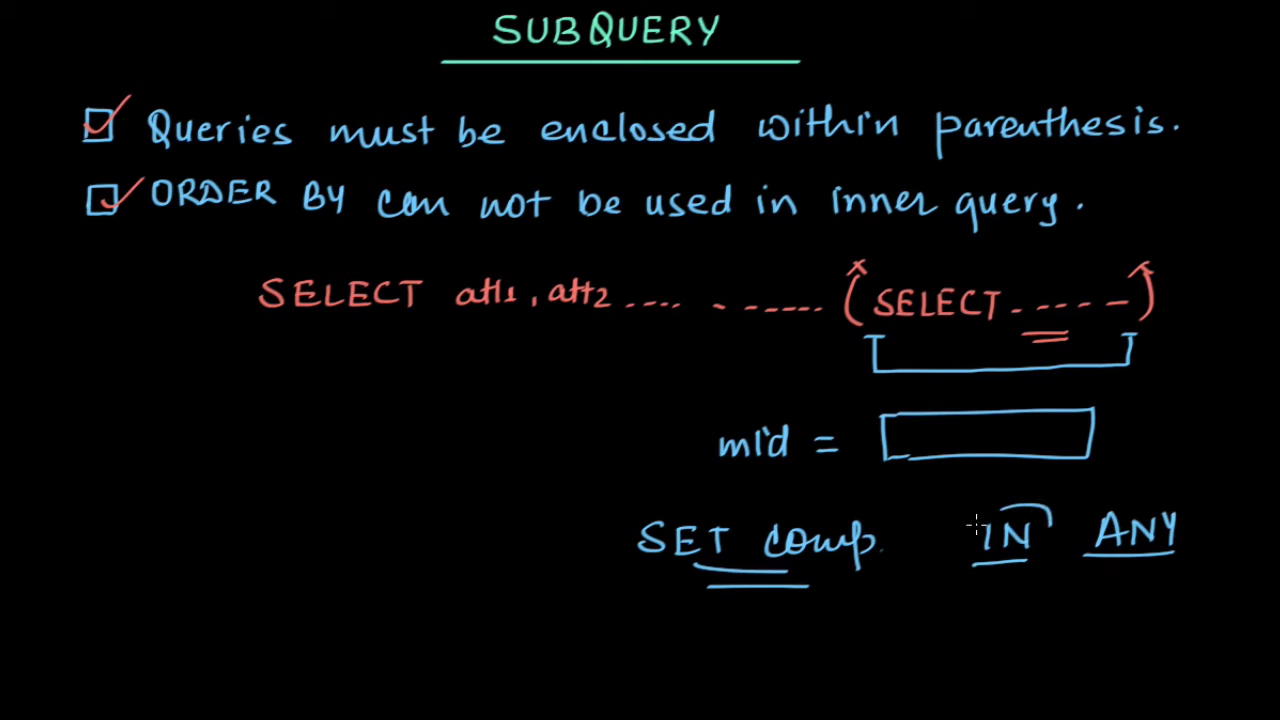 SUBQUERY
Queries must be enclosed within parenthesis.
ORDER BY can not be used in inner query.
SELECT att1, att2 .... . ...... (SELECT . - - - -)
mid =
SET comp. IN ANY